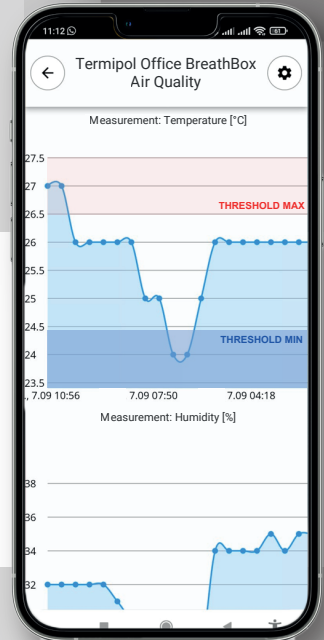 11:12
61
Termipol Office BreathBox
Air Quality
Measurement: Temperature [°C]
27.5
27
THRESHOLD MAX
26.5
26
25.5
25
24.5
THRESHOLD MIN
24
23.5
., 7.09 10:56 7.09 07:50 7.09 04:18
Measurement: Humidity [%]
38
36
34
32